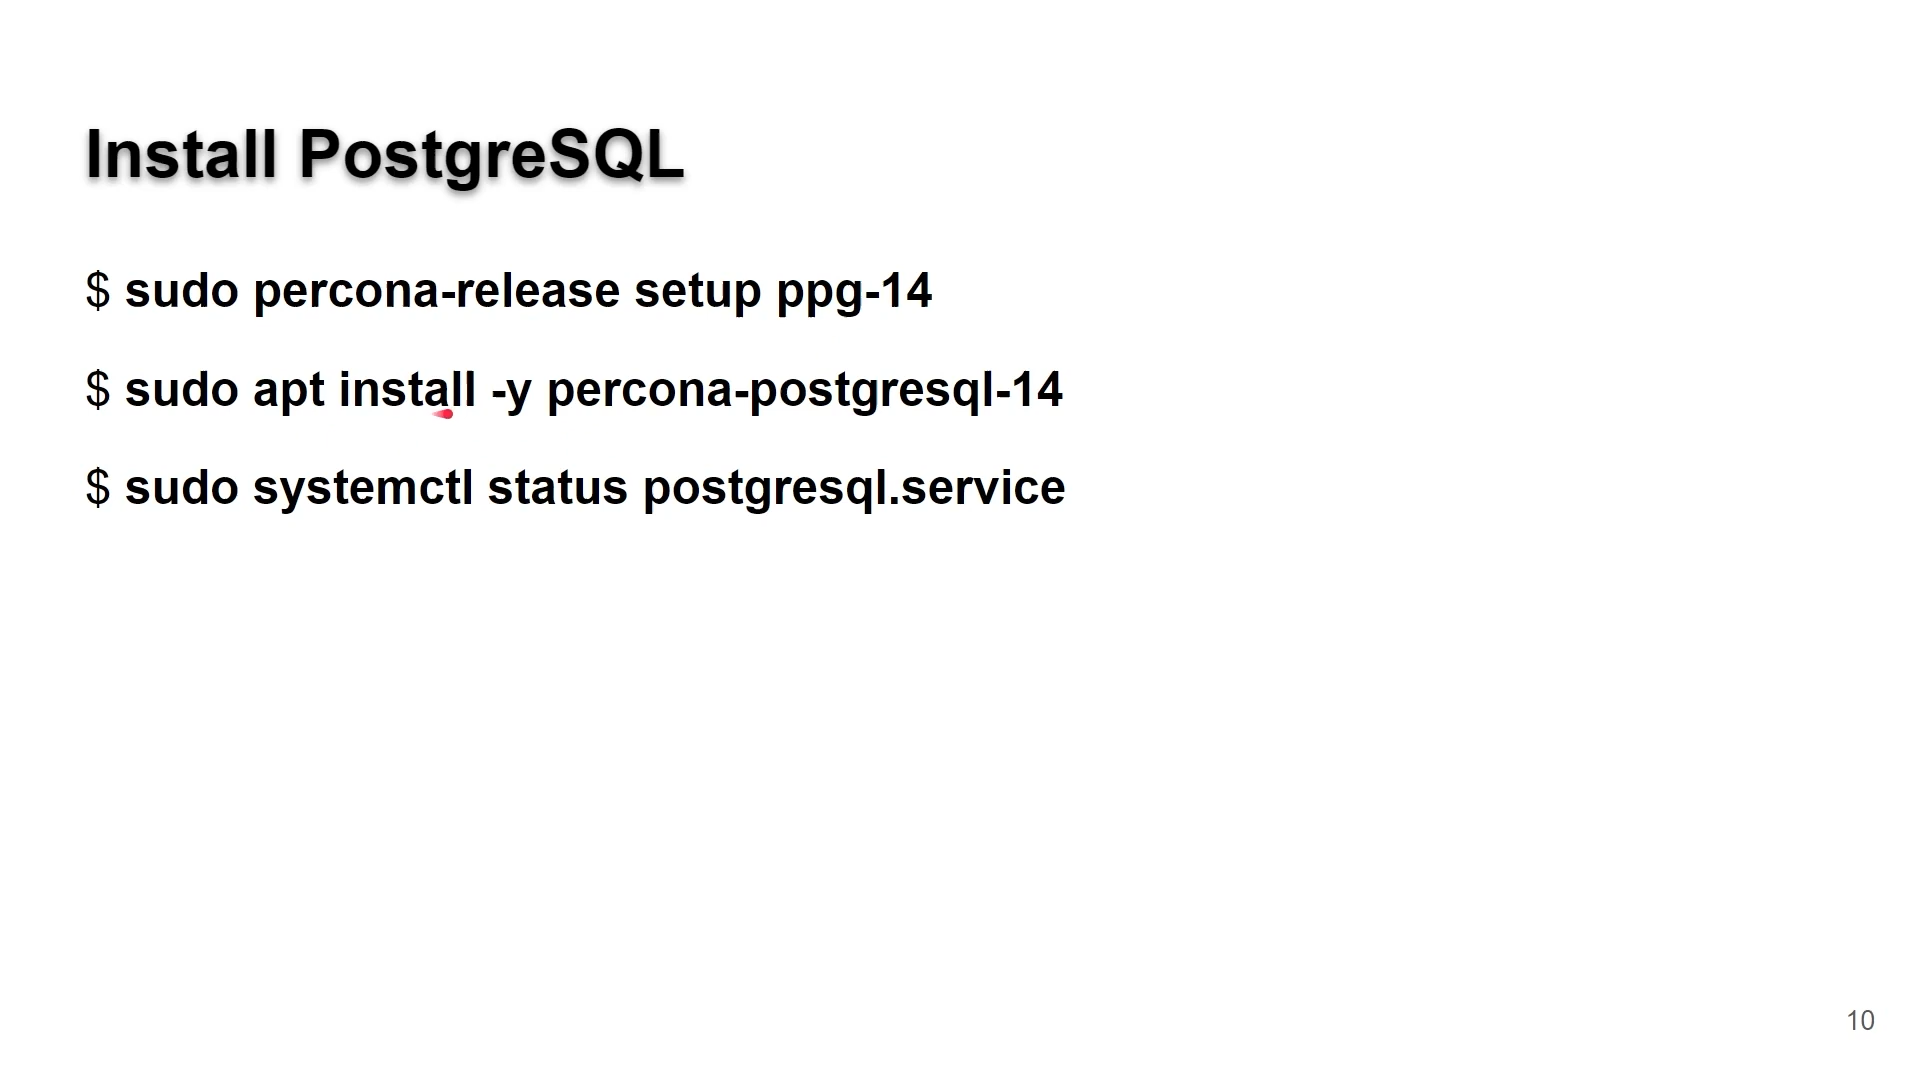 Install PostgreSQL
$ sudo percona-release setup ppg-14
$ sudo apt install -y percona-postgresql-14
$ sudo systemctl status postgresql.service
10